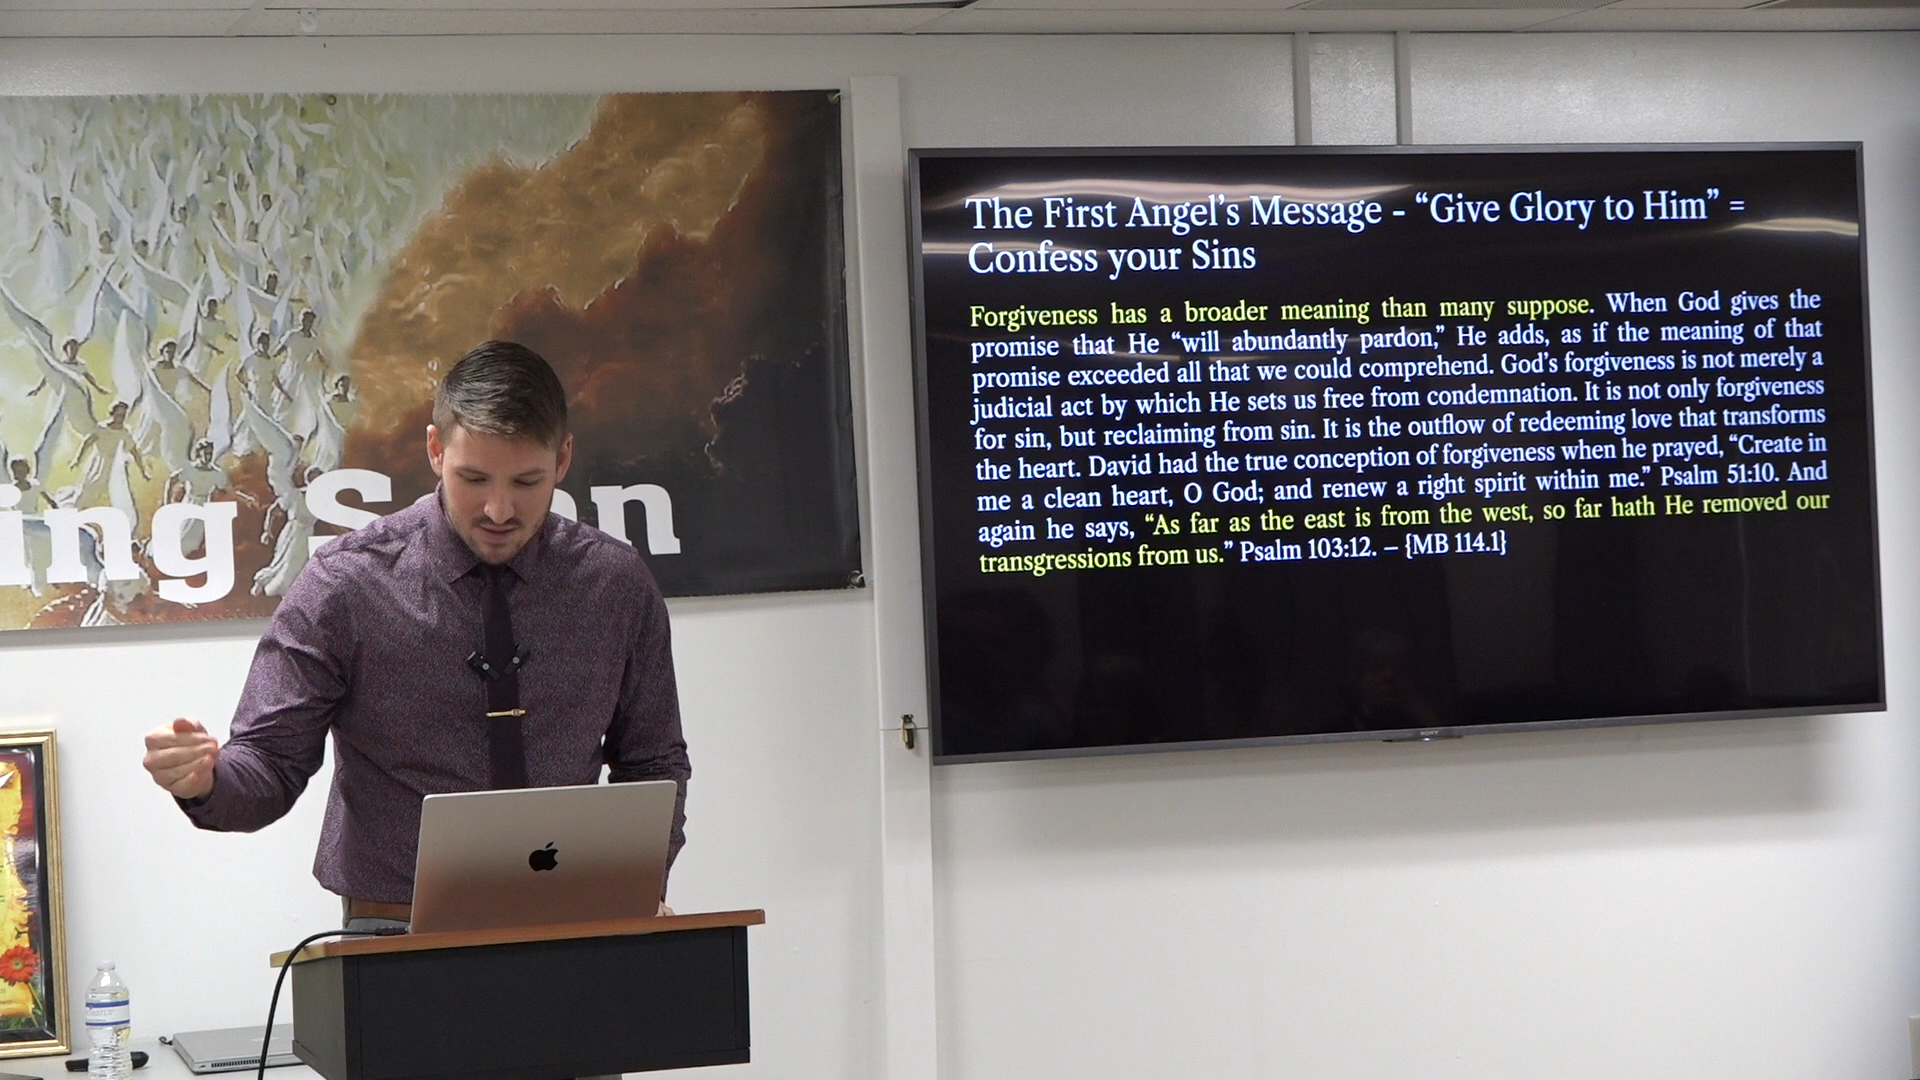 ing S on
The First Angel's Message - “Give Glory to Him” =
Confess your Sins
Forgiveness has a broader meaning than many suppose. When God gives the
promise that He “will abundantly pardon,” He adds, as if the meaning of that
promise exceeded all that we could comprehend. God's forgiveness is not merely a
judicial act by which He sets us free from condemnation. It is not only forgiveness
for sin, but reclaiming from sin. It is the outflow of redeeming love that transforms
the heart. David had the true conception of forgiveness when he prayed, “Create in
me a clean heart, O God; and renew a right spirit within me.” Psalm 51:10. And
again he says, “As far as the east is from the west, so far hath He removed our
transgressions from us.” Psalm 103:12. – {MB 114.1}
SONY